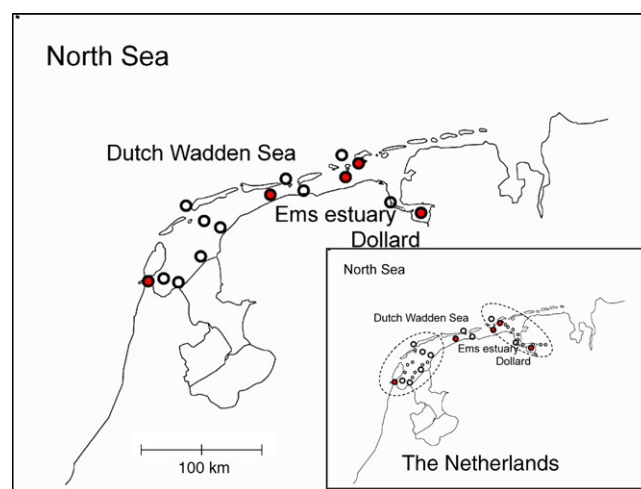 North Sea
Dutch Wadden Sea
Ems estuary
Dollard
100 km
North Sea
Dutch Wadden Sea
Ems estuary
Dollard
The Netherlands